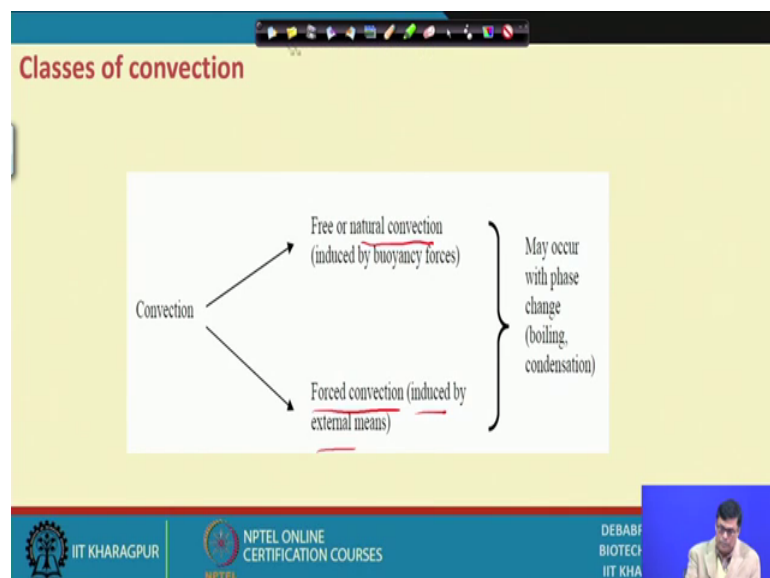 Classes of convection
Free or natural convection
(induced by buoyancy forces)
Convection
Forced convection (induced by
external means)
May occur
with phase
change
(boiling,
condensation)
IIT KHARAGPUR
NPTEL ONLINE
CERTIFICATION COURSES
NPTEL
DEBABR
BIOTECH
IIT KHA